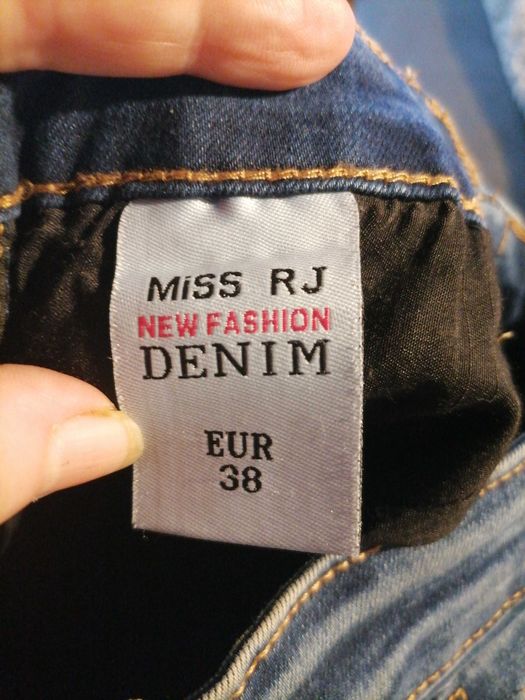 MiSS RJ
NEW FASHION
DENIM
EUR
38